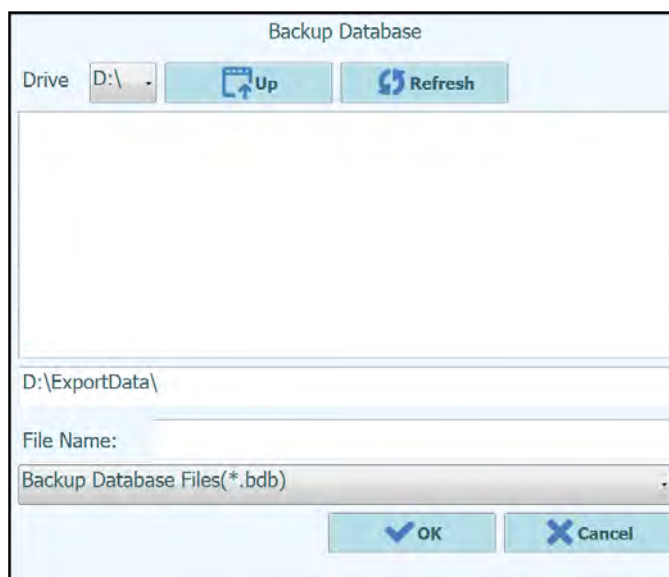 Backup Database
Drive D:\ Up Refresh
D:\ExportData\
File Name:
Backup Database Files(*.bdb)
OK Cancel